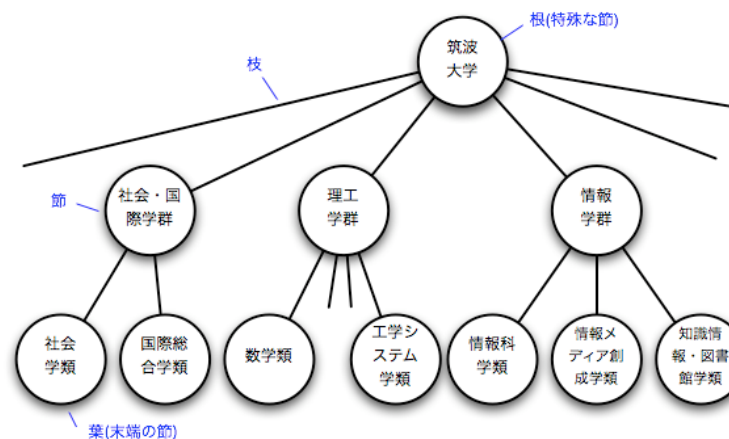 根(特殊な節)
筑波
大学
枝
節
社会・国
際学群
理工
学群
情報
学群
社会
学類
国際総
合学類
数学類
工学シ
ステム
学類
情報科
学類
情報メ
ディア創
成学類
知識情
報・図書
館学類
葉(末端の節)